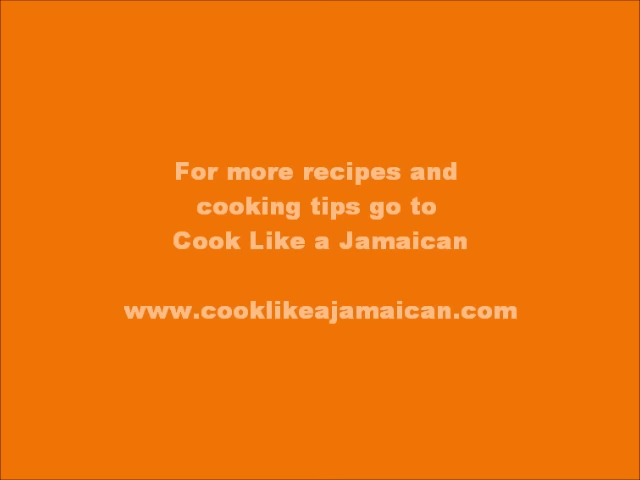 For more recipes and
cooking tips go to
Cook Like a Jamaican
www.cooklikeajamaican.com